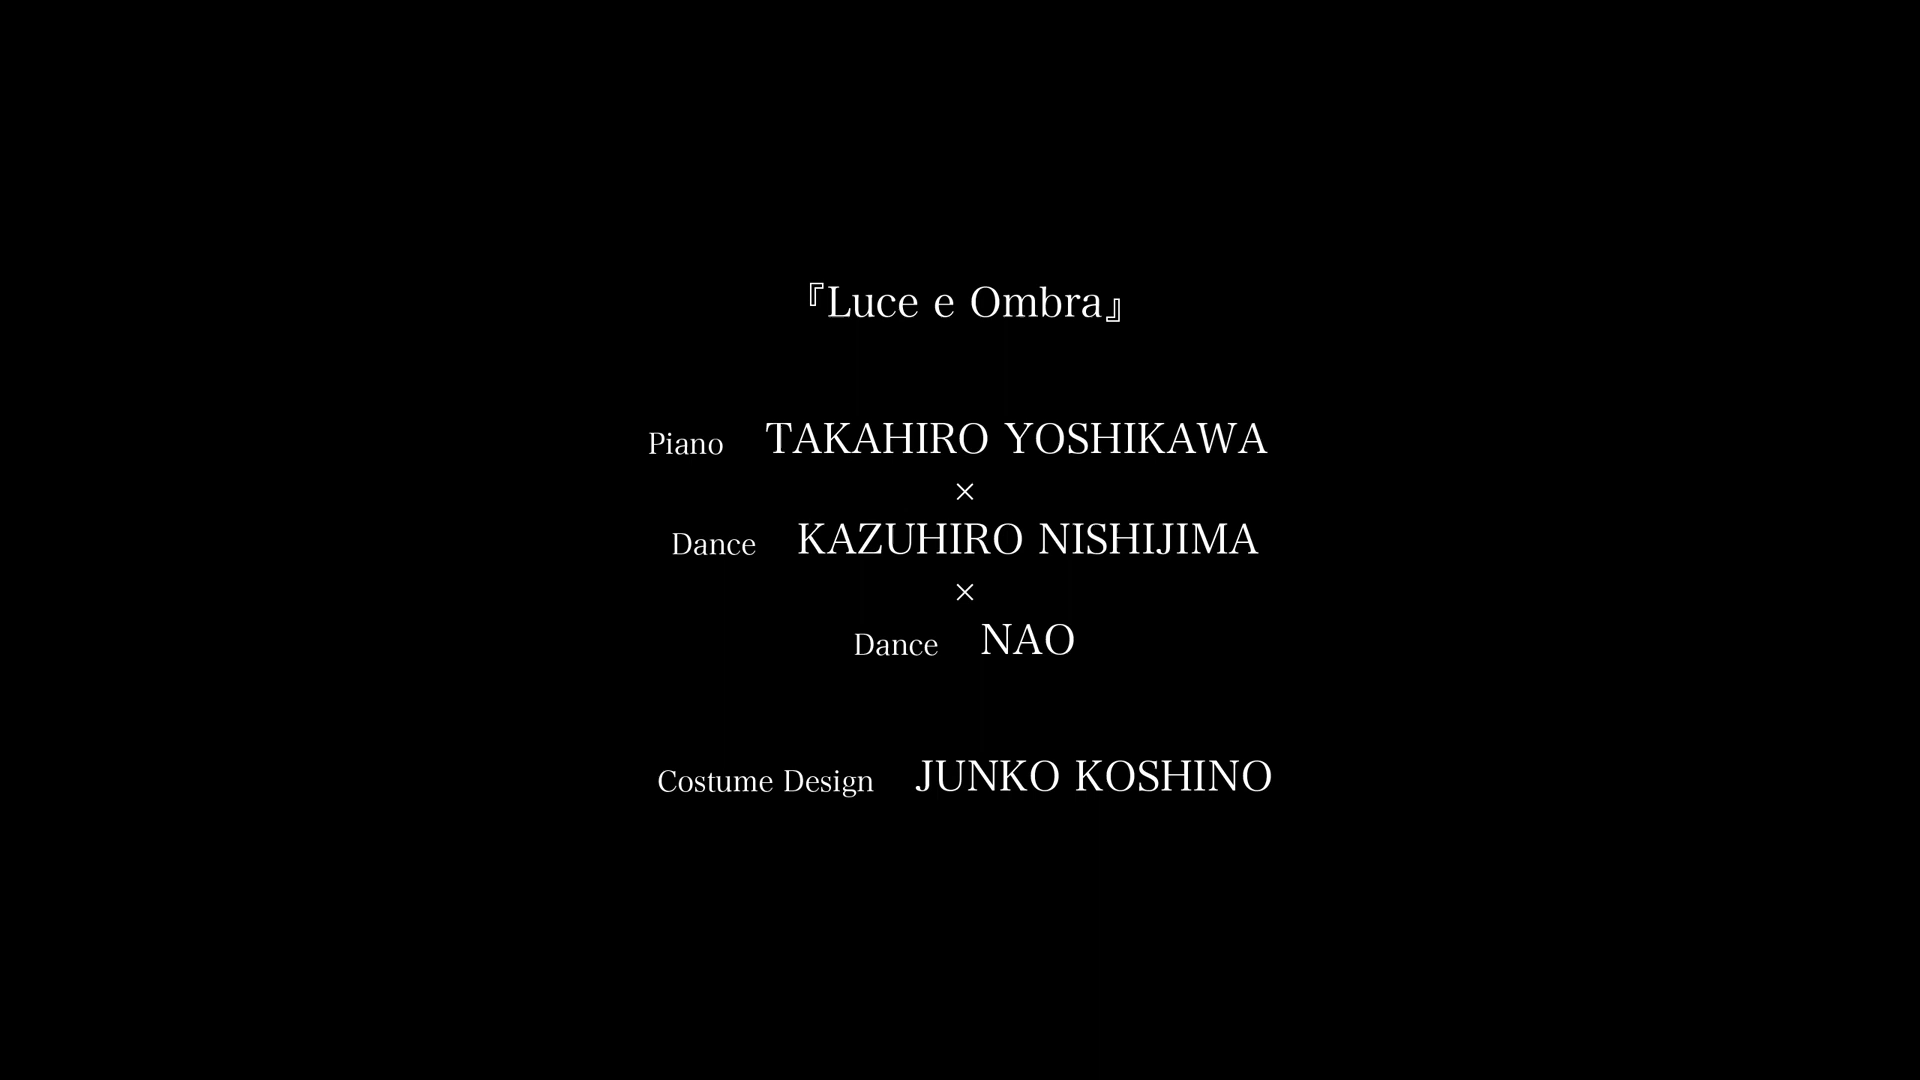 『Luce e Ombra』
Piano TAKAHIRO YOSHIKAWA
×
Dance KAZUHIRO NISHIJIMA
×
Dance NAO
Costume Design JUNKO KOSHINO